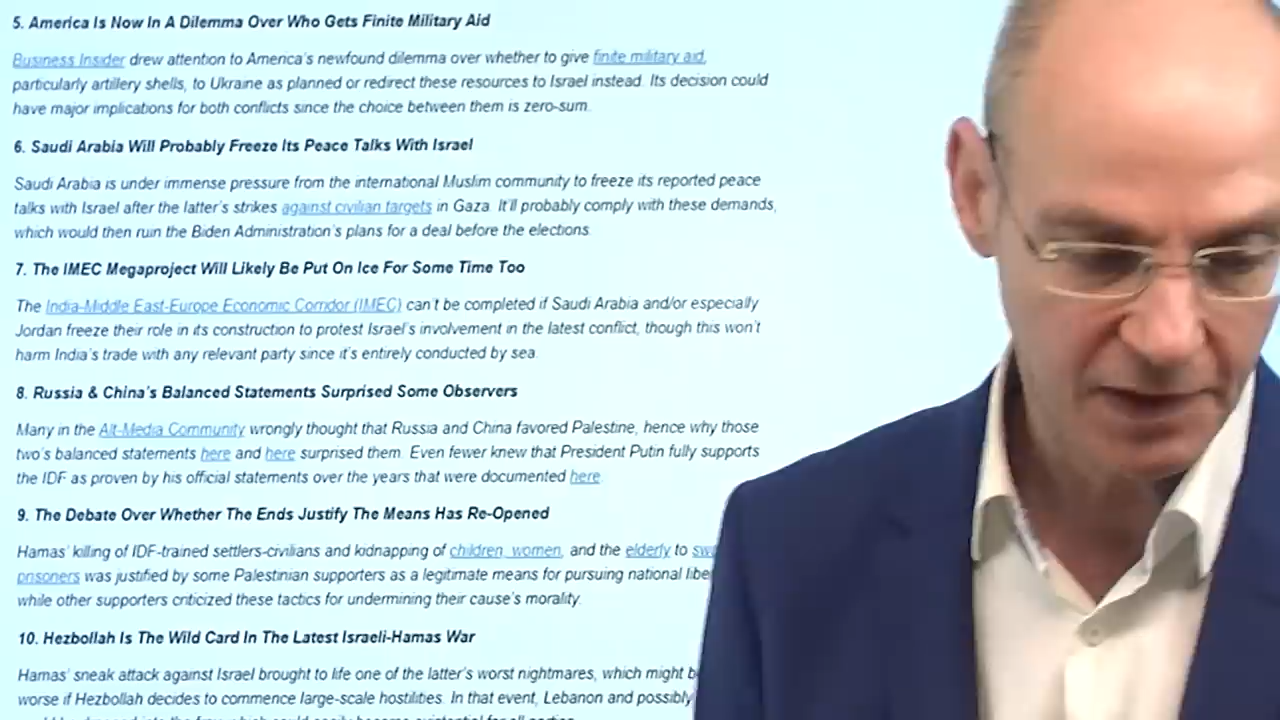 5. America Is Now In A Dilemma Over Who Gets Finite Military Aid
Business Insider drew attention to America's newfound dilemma over whether to give finite military aid,
particularly artillery shells, to Ukraine as planned or redirect these resources to Israel instead. Its decision could
have major implications for both conflicts since the choice between them is zero-sum.
6. Saudi Arabia Will Probably Freeze Its Peace Talks With Israel
Saudi Arabia is under immense pressure from the international Muslim community to freeze its reported peace
talks with Israel after the latter's strikes against civilian targets in Gaza. It'll probably comply with these demands,
which would then ruin the Biden Administration's plans for a deal before the elections.
7. The IMEC Megaproject Will Likely Be Put On Ice For Some Time Too
The India-Middle East-Europe Economic Corridor (IMEC) can't be completed if Saudi Arabia and/or especially
Jordan freeze their role in its construction to protest Israel's involvement in the latest conflict, though this won't
harm India's trade with any relevant party since it's entirely conducted by sea.
8. Russia & China's Balanced Statements Surprised Some Observers
Many in the Alt-Media Community wrongly thought that Russia and China favored Palestine, hence why those
two's balanced statements here and here surprised them. Even fewer knew that President Putin fully supports
the IDF as proven by his official statements over the years that were documented here.
9. The Debate Over Whether The Ends Justify The Means Has Re-Opened
Hamas' killing of IDF-trained settlers-civilians and kidnapping of children, women, and the elderly to
prisoners was justified by some Palestinian supporters as a legitimate means for pursuing national
while other supporters criticized these tactics for undermining their cause's morality.
10. Hezbollah Is The Wild Card In The Latest Israeli-Hamas War
Hamas' sneak attack against Israel brought to life one of the latter's worst nightmares, which might
worse if Hezbollah decides to commence large-scale hostilities. In that event, Lebanon and possibly